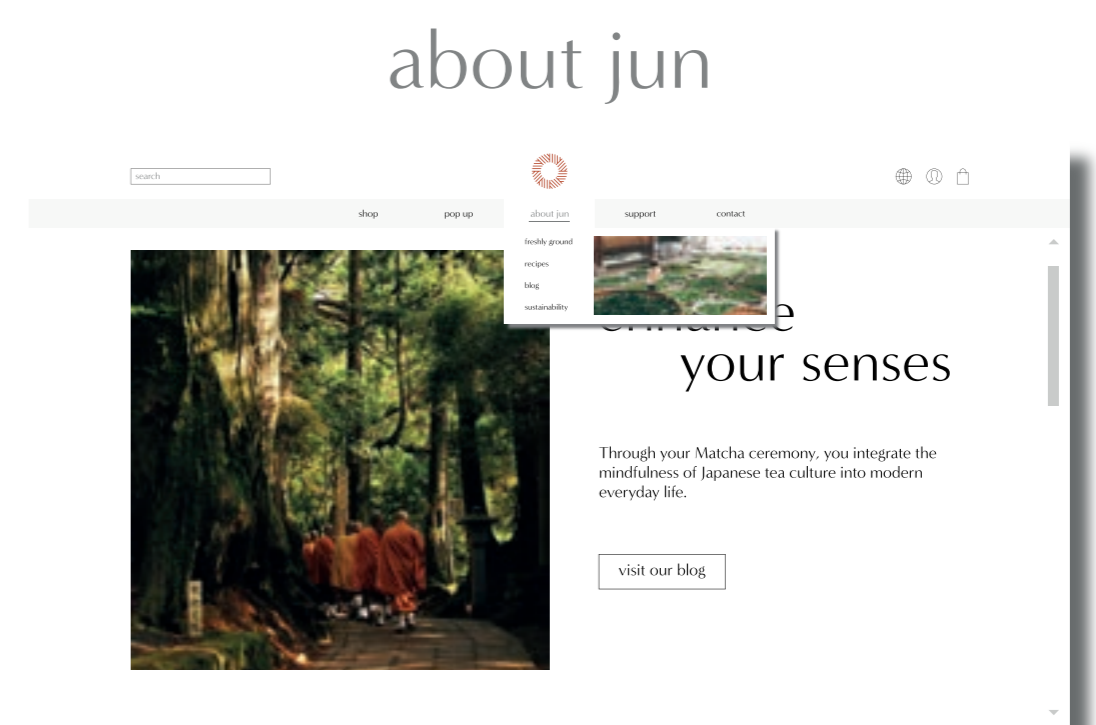 about jun
search
shop
pop up
about jun
support
contact
freshly ground
recipes
blog
sustainability
enhance
your senses
Through your Matcha ceremony, you integrate the
mindfulness of Japanese tea culture into modern
everyday life.
visit our blog